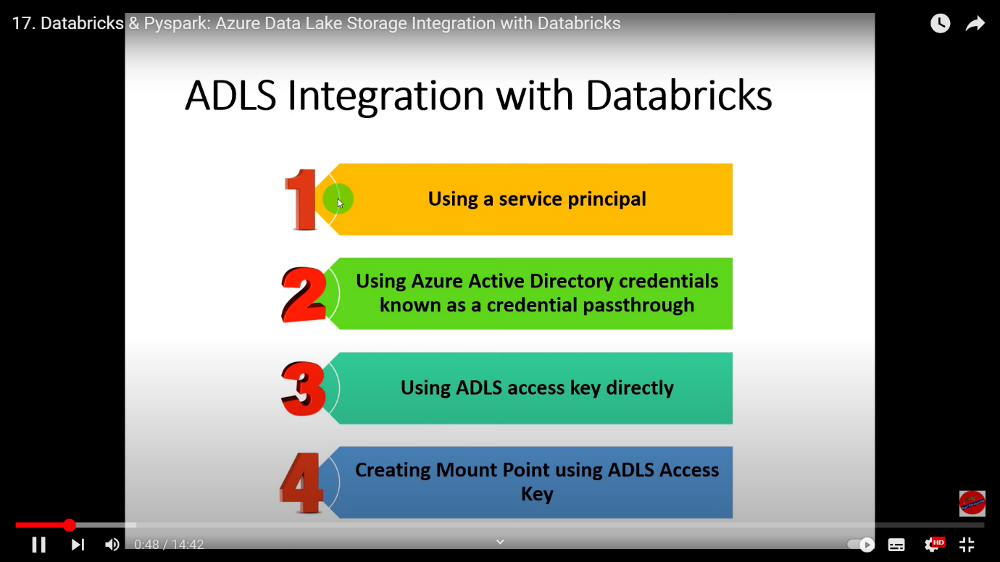 17. Databricks & Pyspark: Azure Data Lake Storage Integration with Databricks
ADLS Integration with Databricks
1
Using a service principal
2
Using Azure Active Directory credentials
known as a credential passthrough
3
Using ADLS access key directly
4
Creating Mount Point using ADLS Access
Key
0:48 / 14:42
HD